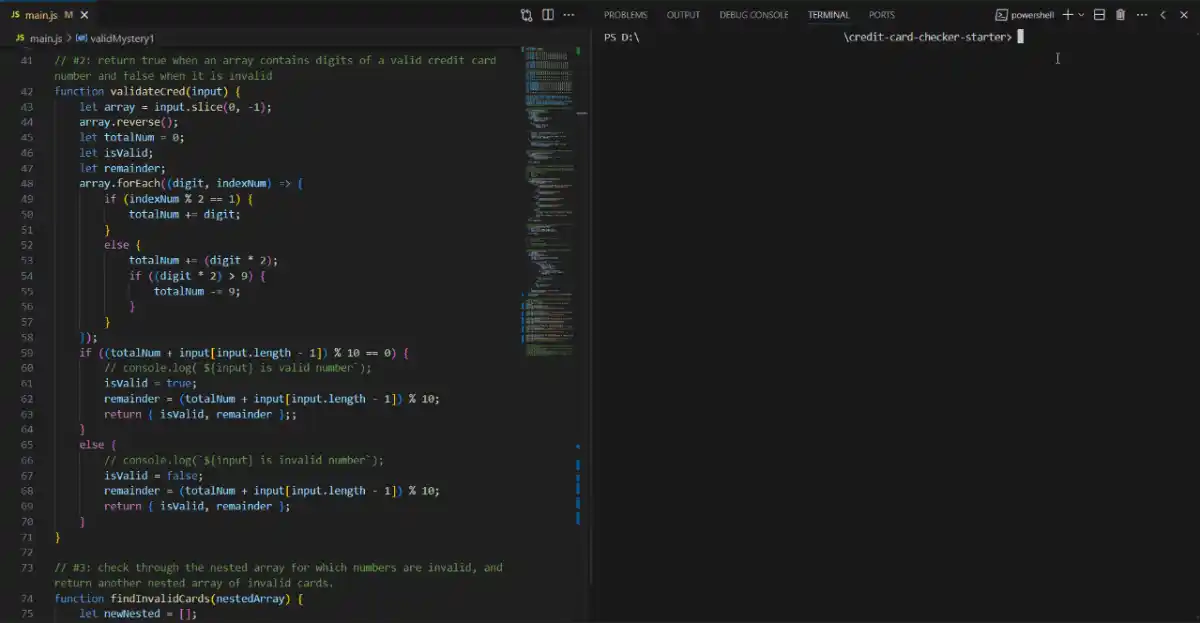 JS main.js M ×
JS main.js > validMystery1
41 // #2: return true when an array contains digits of a valid credit card
number and false when it is invalid
42 function validateCred(input) {
43 let array = input.slice(0, -1);
44 array.reverse();
45 let totalNum = 0;
46 let isValid;
47 let remainder;
48 array.forEach((digit, indexNum) => {
49 if (indexNum % 2 == 1) {
50 totalNum += digit;
51 }
52 else {
53 totalNum += (digit * 2);
54 if ((digit * 2) > 9) {
55 totalNum -= 9;
56 }
57 }
58 });
59 if ((totalNum + input[input.length - 1]) % 10 == 0) {
60 // console.log(`${input} is valid number`);
61 isValid = true;
62 remainder = (totalNum + input[input.length - 1]) % 10;
63 return { isValid, remainder };;
64 }
65 else {
66 // console.log(`${input} is invalid number`);
67 isValid = false;
68 remainder = (totalNum + input[input.length - 1]) % 10;
69 return { isValid, remainder };
70 }
71 }
72
73 // #3: check through the nested array for which numbers are invalid, and
return another nested array of invalid cards.
74 function findInvalidCards(nestedArray) {
75 let newNested = [];
PROBLEMS OUTPUT DEBUG CONSOLE TERMINAL PORTS powershell
PS D:\ \credit-card-checker-starter>